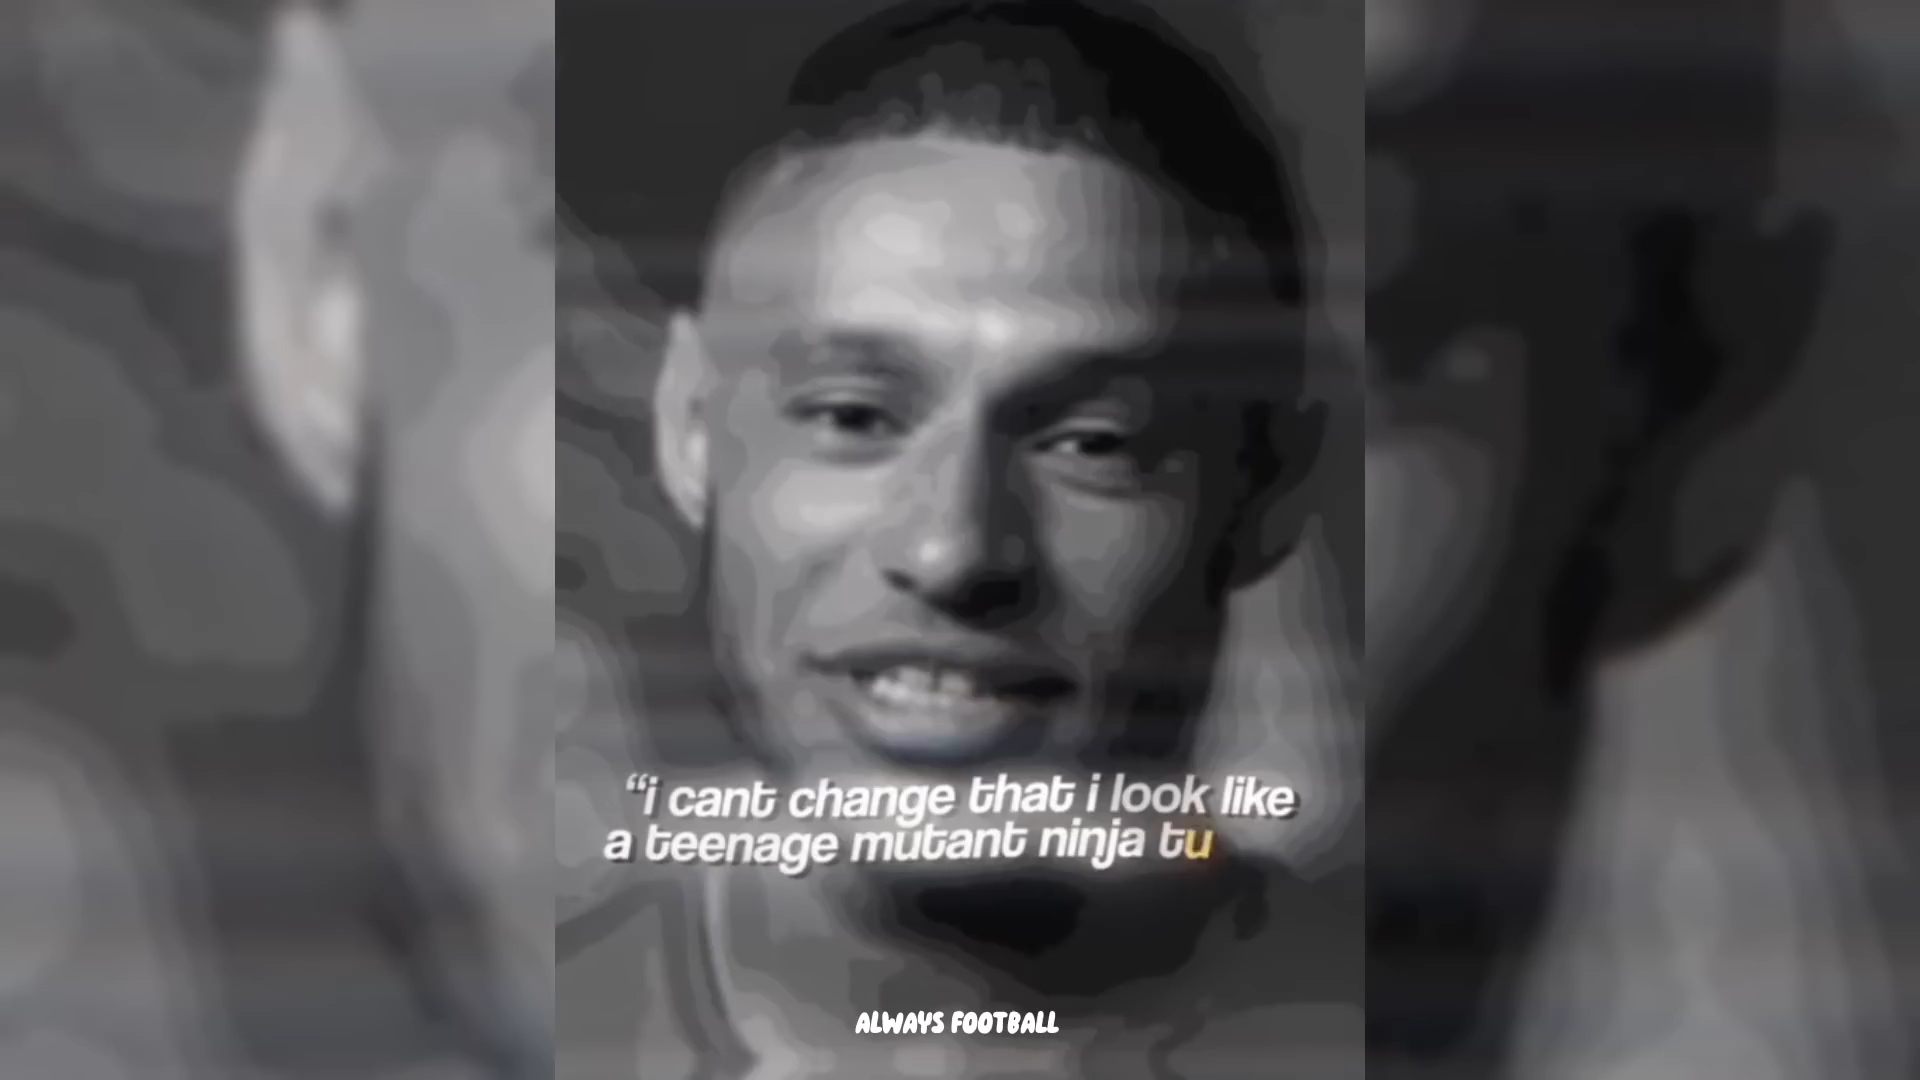 “i cant change that i look like
a teenage mutant ninja tu
ALWAYS FOOTBALL